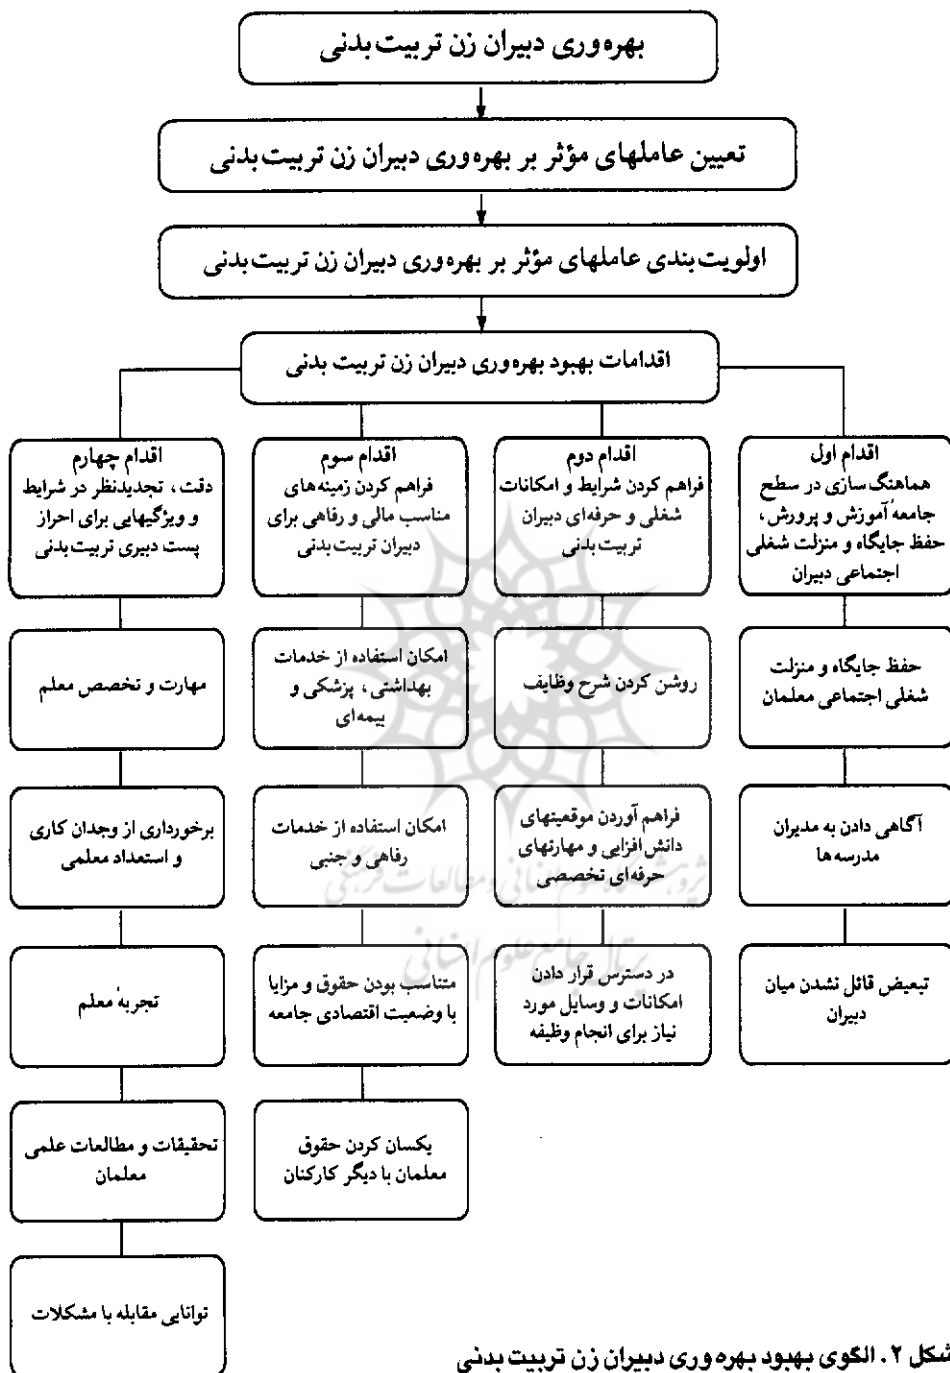 بهره‌وری دبیران زن تربیت‌بدنی
تعیین عاملهای مؤثر بر بهره‌وری دبیران زن تربیت‌بدنی
اولویت‌بندی عاملهای مؤثر بر بهره‌وری دبیران زن تربیت‌بدنی
اقدامات بهبود بهره‌وری دبیران زن تربیت بدنی
اقدام اول
هماهنگ‌سازی در سطح
جامعهٔ آموزش و پرورش،
حفظ جایگاه و منزلت شغلی
اجتماعی دبیران
حفظ جایگاه و منزلت
شغلی اجتماعی معلمان
آگاهی دادن به مدیران
مدرسه‌ها
تبعیض قائل نشدن میان
دبیران
اقدام دوم
فراهم کردن شرایط و امکانات
شغلی و حرفه‌ای دبیران
تربیت‌بدنی
روشن کردن شرح وظایف
فراهم آوردن موقعیتهای
دانش‌افزایی و مهارتهای
حرفه‌ای تخصصی
در دسترس قرار دادن
امکانات و وسایل مورد
نیاز برای انجام وظیفه
اقدام سوم
فراهم کردن زمینه‌های
مناسب مالی و رفاهی برای
دبیران تربیت‌بدنی
امکان استفاده از خدمات
بهداشتی، پزشکی و
بیمه‌ای
امکان استفاده از خدمات
رفاهی و جنبی
متناسب بودن حقوق و مزایا
با وضعیت اقتصادی جامعه
یکسان کردن حقوق
معلمان با دیگر کارکنان
اقدام چهارم
دقت، تجدیدنظر در شرایط
و ویژگیهایی برای احراز
پست دبیری تربیت‌بدنی
مهارت و تخصص معلم
برخورداری از وجدان کاری
و استعداد معلمی
تجربهٔ معلم
تحقیقات و مطالعات علمی
معلمان
توانایی مقابله با مشکلات
پژوهشگاه علوم انسانی و مطالعات فرهنگی
پرتال جامع علوم انسانی
شکل ۲. الگوی بهبود بهره‌وری دبیران زن تربیت بدنی